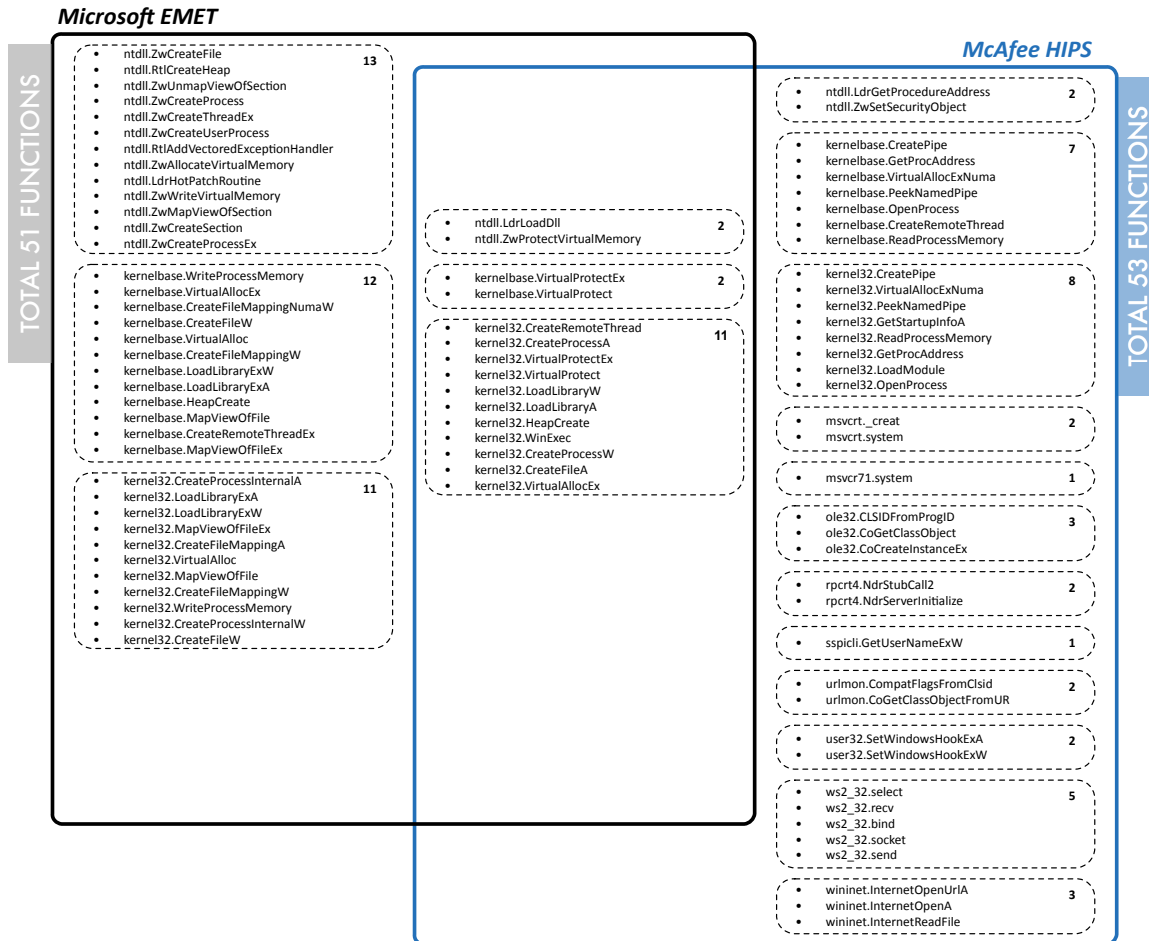 Microsoft EMET
TOTAL 51 FUNCTIONS
• ntdll.ZwCreateFile
• ntdll.RtlCreateHeap
• ntdll.ZwUnmapViewOfSection
• ntdll.ZwCreateProcess
• ntdll.ZwCreateThreadEx
• ntdll.ZwCreateUserProcess
• ntdll.RtlAddVectoredExceptionHandler
• ntdll.ZwAllocateVirtualMemory
• ntdll.LdrHotPatchRoutine
• ntdll.ZwWriteVirtualMemory
• ntdll.ZwMapViewOfSection
• ntdll.ZwCreateSection
• ntdll.ZwCreateProcessEx
13
• kernelbase.WriteProcessMemory
• kernelbase.VirtualAllocEx
• kernelbase.CreateFileMappingNumaW
• kernelbase.CreateFileW
• kernelbase.VirtualAlloc
• kernelbase.CreateFileMappingW
• kernelbase.LoadLibraryExW
• kernelbase.LoadLibraryExA
• kernelbase.HeapCreate
• kernelbase.MapViewOfFile
• kernelbase.CreateRemoteThreadEx
• kernelbase.MapViewOfFileEx
12
• kernel32.CreateProcessInternalA
• kernel32.LoadLibraryExA
• kernel32.LoadLibraryExW
• kernel32.MapViewOfFileEx
• kernel32.CreateFileMappingA
• kernel32.VirtualAlloc
• kernel32.MapViewOfFile
• kernel32.CreateFileMappingW
• kernel32.WriteProcessMemory
• kernel32.CreateProcessInternalW
• kernel32.CreateFileW
11
• ntdll.LdrLoadDll
• ntdll.ZwProtectVirtualMemory
2
• kernelbase.VirtualProtectEx
• kernelbase.VirtualProtect
2
• kernel32.CreateRemoteThread
• kernel32.CreateProcessA
• kernel32.VirtualProtectEx
• kernel32.VirtualProtect
• kernel32.LoadLibraryW
• kernel32.LoadLibraryA
• kernel32.HeapCreate
• kernel32.WinExec
• kernel32.CreateProcessW
• kernel32.CreateFileA
• kernel32.VirtualAllocEx
11
McAfee HIPS
TOTAL 53 FUNCTIONS
• ntdll.LdrGetProcedureAddress
• ntdll.ZwSetSecurityObject
2
• kernelbase.CreatePipe
• kernelbase.GetProcAddress
• kernelbase.VirtualAllocExNuma
• kernelbase.PeekNamedPipe
• kernelbase.OpenProcess
• kernelbase.CreateRemoteThread
• kernelbase.ReadProcessMemory
7
• kernel32.CreatePipe
• kernel32.VirtualAllocExNuma
• kernel32.PeekNamedPipe
• kernel32.GetStartupInfoA
• kernel32.ReadProcessMemory
• kernel32.GetProcAddress
• kernel32.LoadModule
• kernel32.OpenProcess
8
• msvcrt._creat
• msvcrt.system
2
• msvcr71.system
1
• ole32.CLSIDFromProgID
• ole32.CoGetClassObject
• ole32.CoCreateInstanceEx
3
• rpcrt4.NdrStubCall2
• rpcrt4.NdrServerInitialize
2
• sspicli.GetUserNameExW
1
• urlmon.CompatFlagsFromClsid
• urlmon.CoGetClassObjectFromUR
2
• user32.SetWindowsHookExA
• user32.SetWindowsHookExW
2
• ws2_32.select
• ws2_32.recv
• ws2_32.bind
• ws2_32.socket
• ws2_32.send
5
• wininet.InternetOpenUrlA
• wininet.InternetOpenA
• wininet.InternetReadFile
3